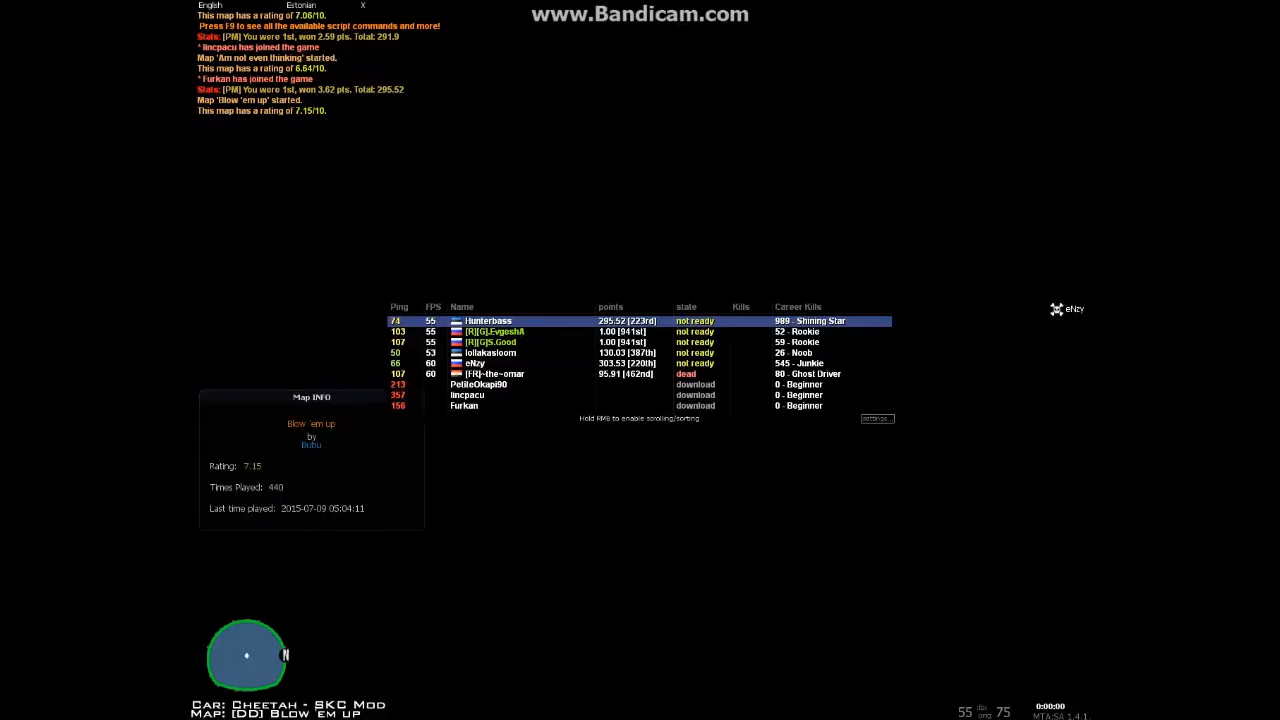 www.Bandicam.com
English Estonian X
This map has a rating of 7.06/10.
Press F9 to see all the available script commands and more!
Stats: [PM] You were 1st, won 2.59 pts. Total: 291.9
* lincpacu has joined the game
Map 'Am not even thinking' started.
This map has a rating of 6.64/10.
* Furkan has joined the game
Stats: [PM] You were 1st, won 3.62 pts. Total: 295.52
Map 'Blow 'em up' started.
This map has a rating of 7.15/10.
Ping FPS Name points state Kills Career Kills
74 55 Hunterbass 295.52 [223rd] not ready 989 - Shining Star
103 55 [R][G].EvgeshA 1.00 [941st] not ready 52 - Rookie
107 55 [R][G]S.Good 1.00 [941st] not ready 59 - Rookie
50 53 lollakasloom 130.03 [387th] not ready 26 - Noob
66 60 eNzy 303.53 [220th] not ready 545 - Junkie
107 60 [FR]~the~omar 95.91 [462nd] dead 80 - Ghost Driver
213 PetiteOkapi90 download 0 - Beginner
357 lincpacu download 0 - Beginner
156 Furkan download 0 - Beginner
Hold RMB to enable scrolling/sorting
settings...
eNzy
Map INFO
Blow 'em up
by
Bubu
Rating: 7.15
Times Played: 440
Last time played: 2015-07-09 05:04:11
N
Car: Cheetah - SKC Mod
Map: [DD] Blow 'em up
55 fps ping 75
0:00:00
MTA:SA 1.4.1